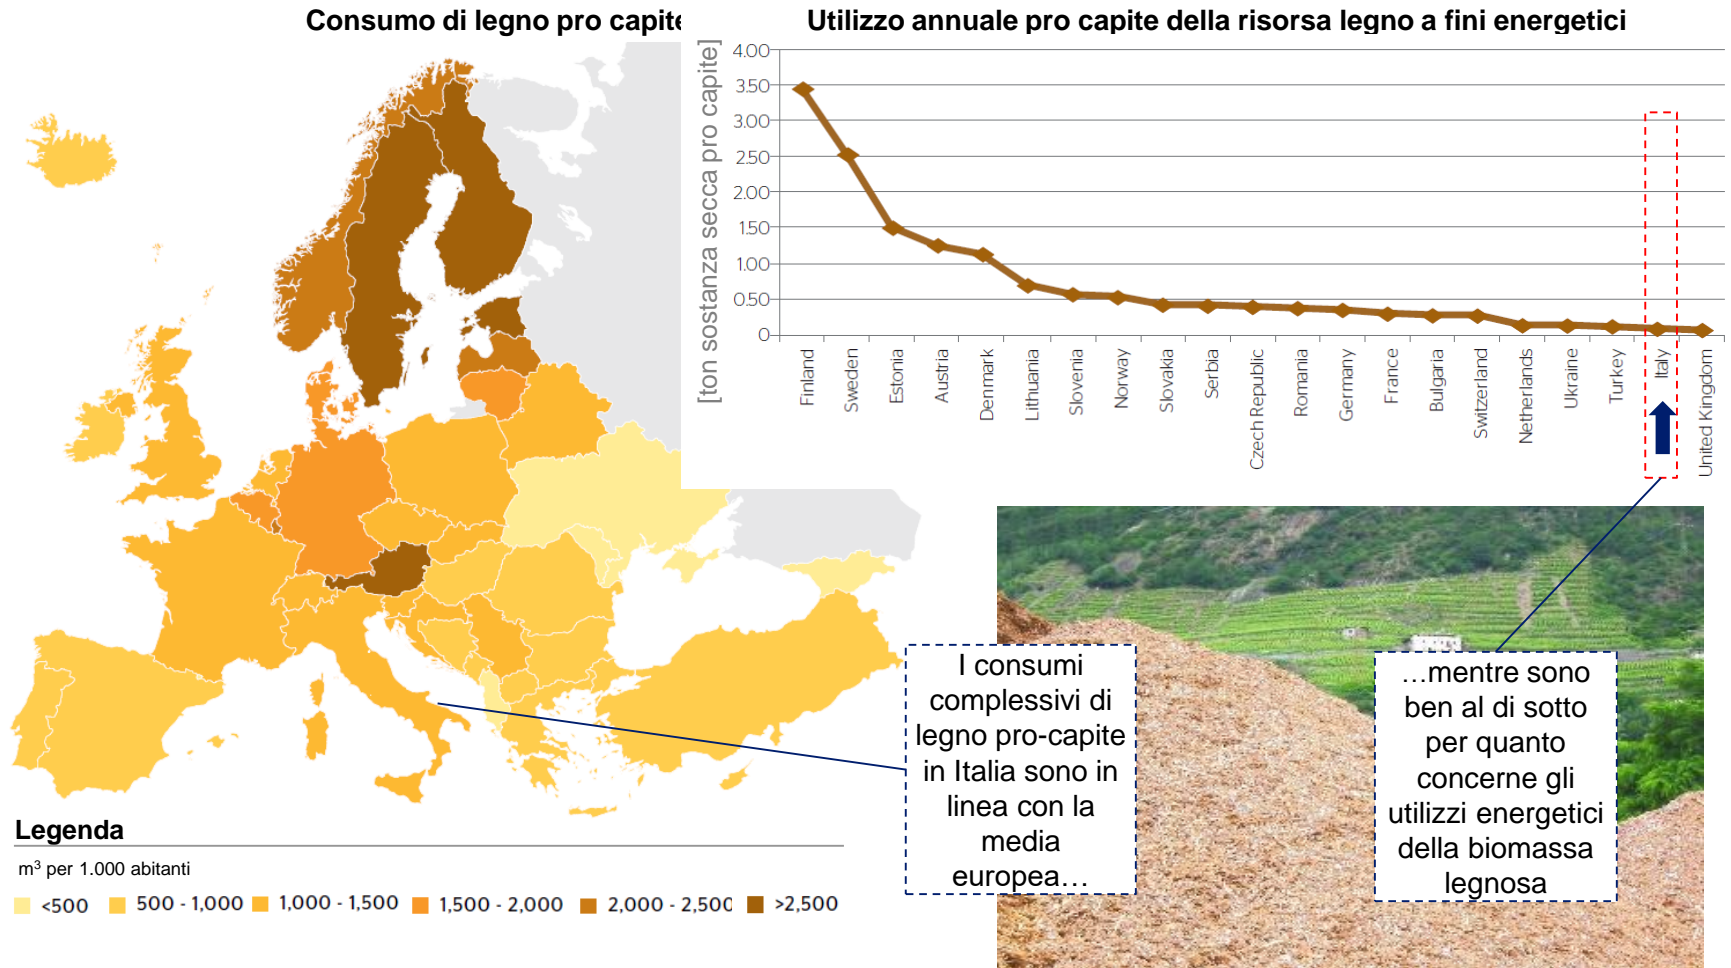 Consumo di legno pro capite
Utilizzo annuale pro capite della risorsa legno a fini energetici
[ton sostanza secca pro capite]
4.00
3.50
3.00
2.50
2.00
1.50
1.00
0.50
0
Finland
Sweden
Estonia
Austria
Denmark
Lithuania
Slovenia
Norway
Slovakia
Serbia
Czech Republic
Romania
Germany
France
Bulgaria
Switzerland
Netherlands
Ukraine
Turkey
Italy
United Kingdom
I consumi
complessivi di
legno pro-capite
in Italia sono in
linea con la
media
europea…
…mentre sono
ben al di sotto
per quanto
concerne gli
utilizzi energetici
della biomassa
legnosa
Legenda
m³ per 1.000 abitanti
<500
500 - 1,000
1,000 - 1,500
1,500 - 2,000
2,000 - 2,500
>2,500